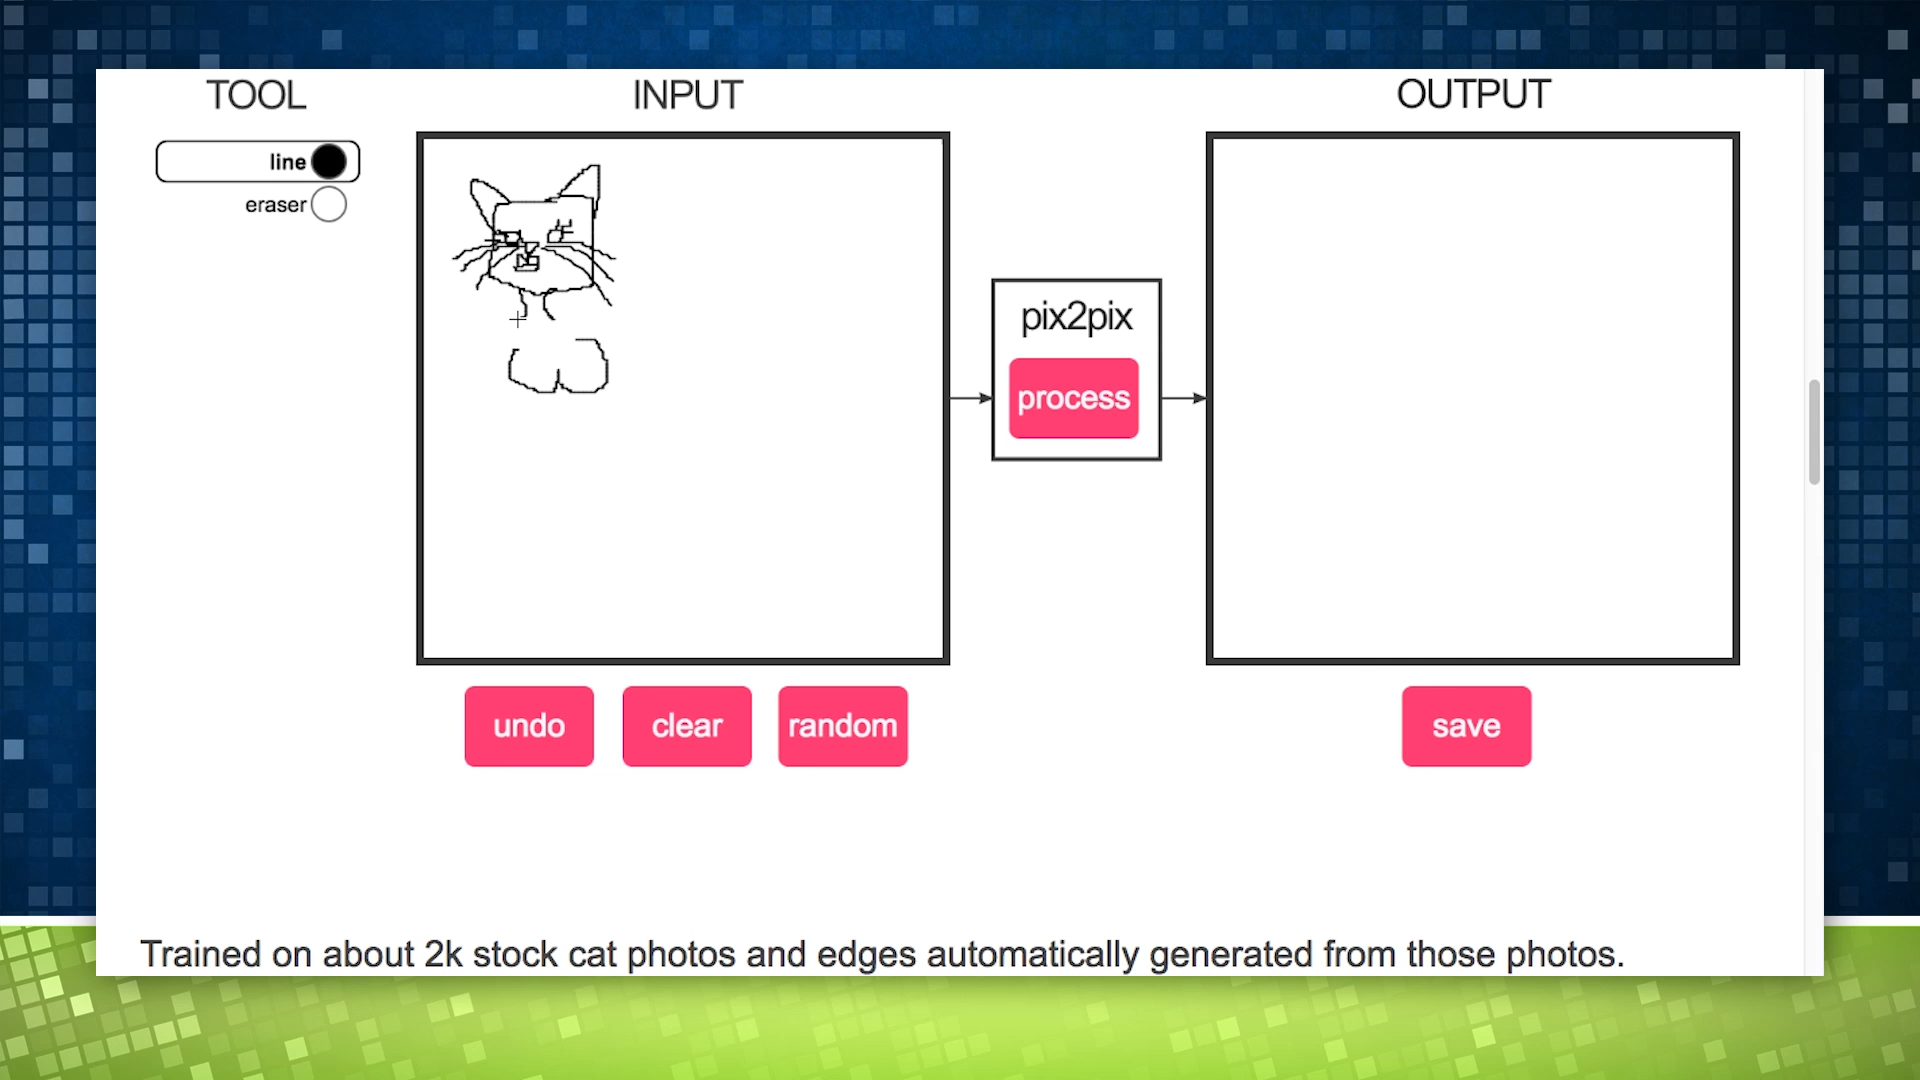 TOOL
INPUT
OUTPUT
line
eraser
pix2pix
process
undo
clear
random
save
Trained on about 2k stock cat photos and edges automatically generated from those photos.